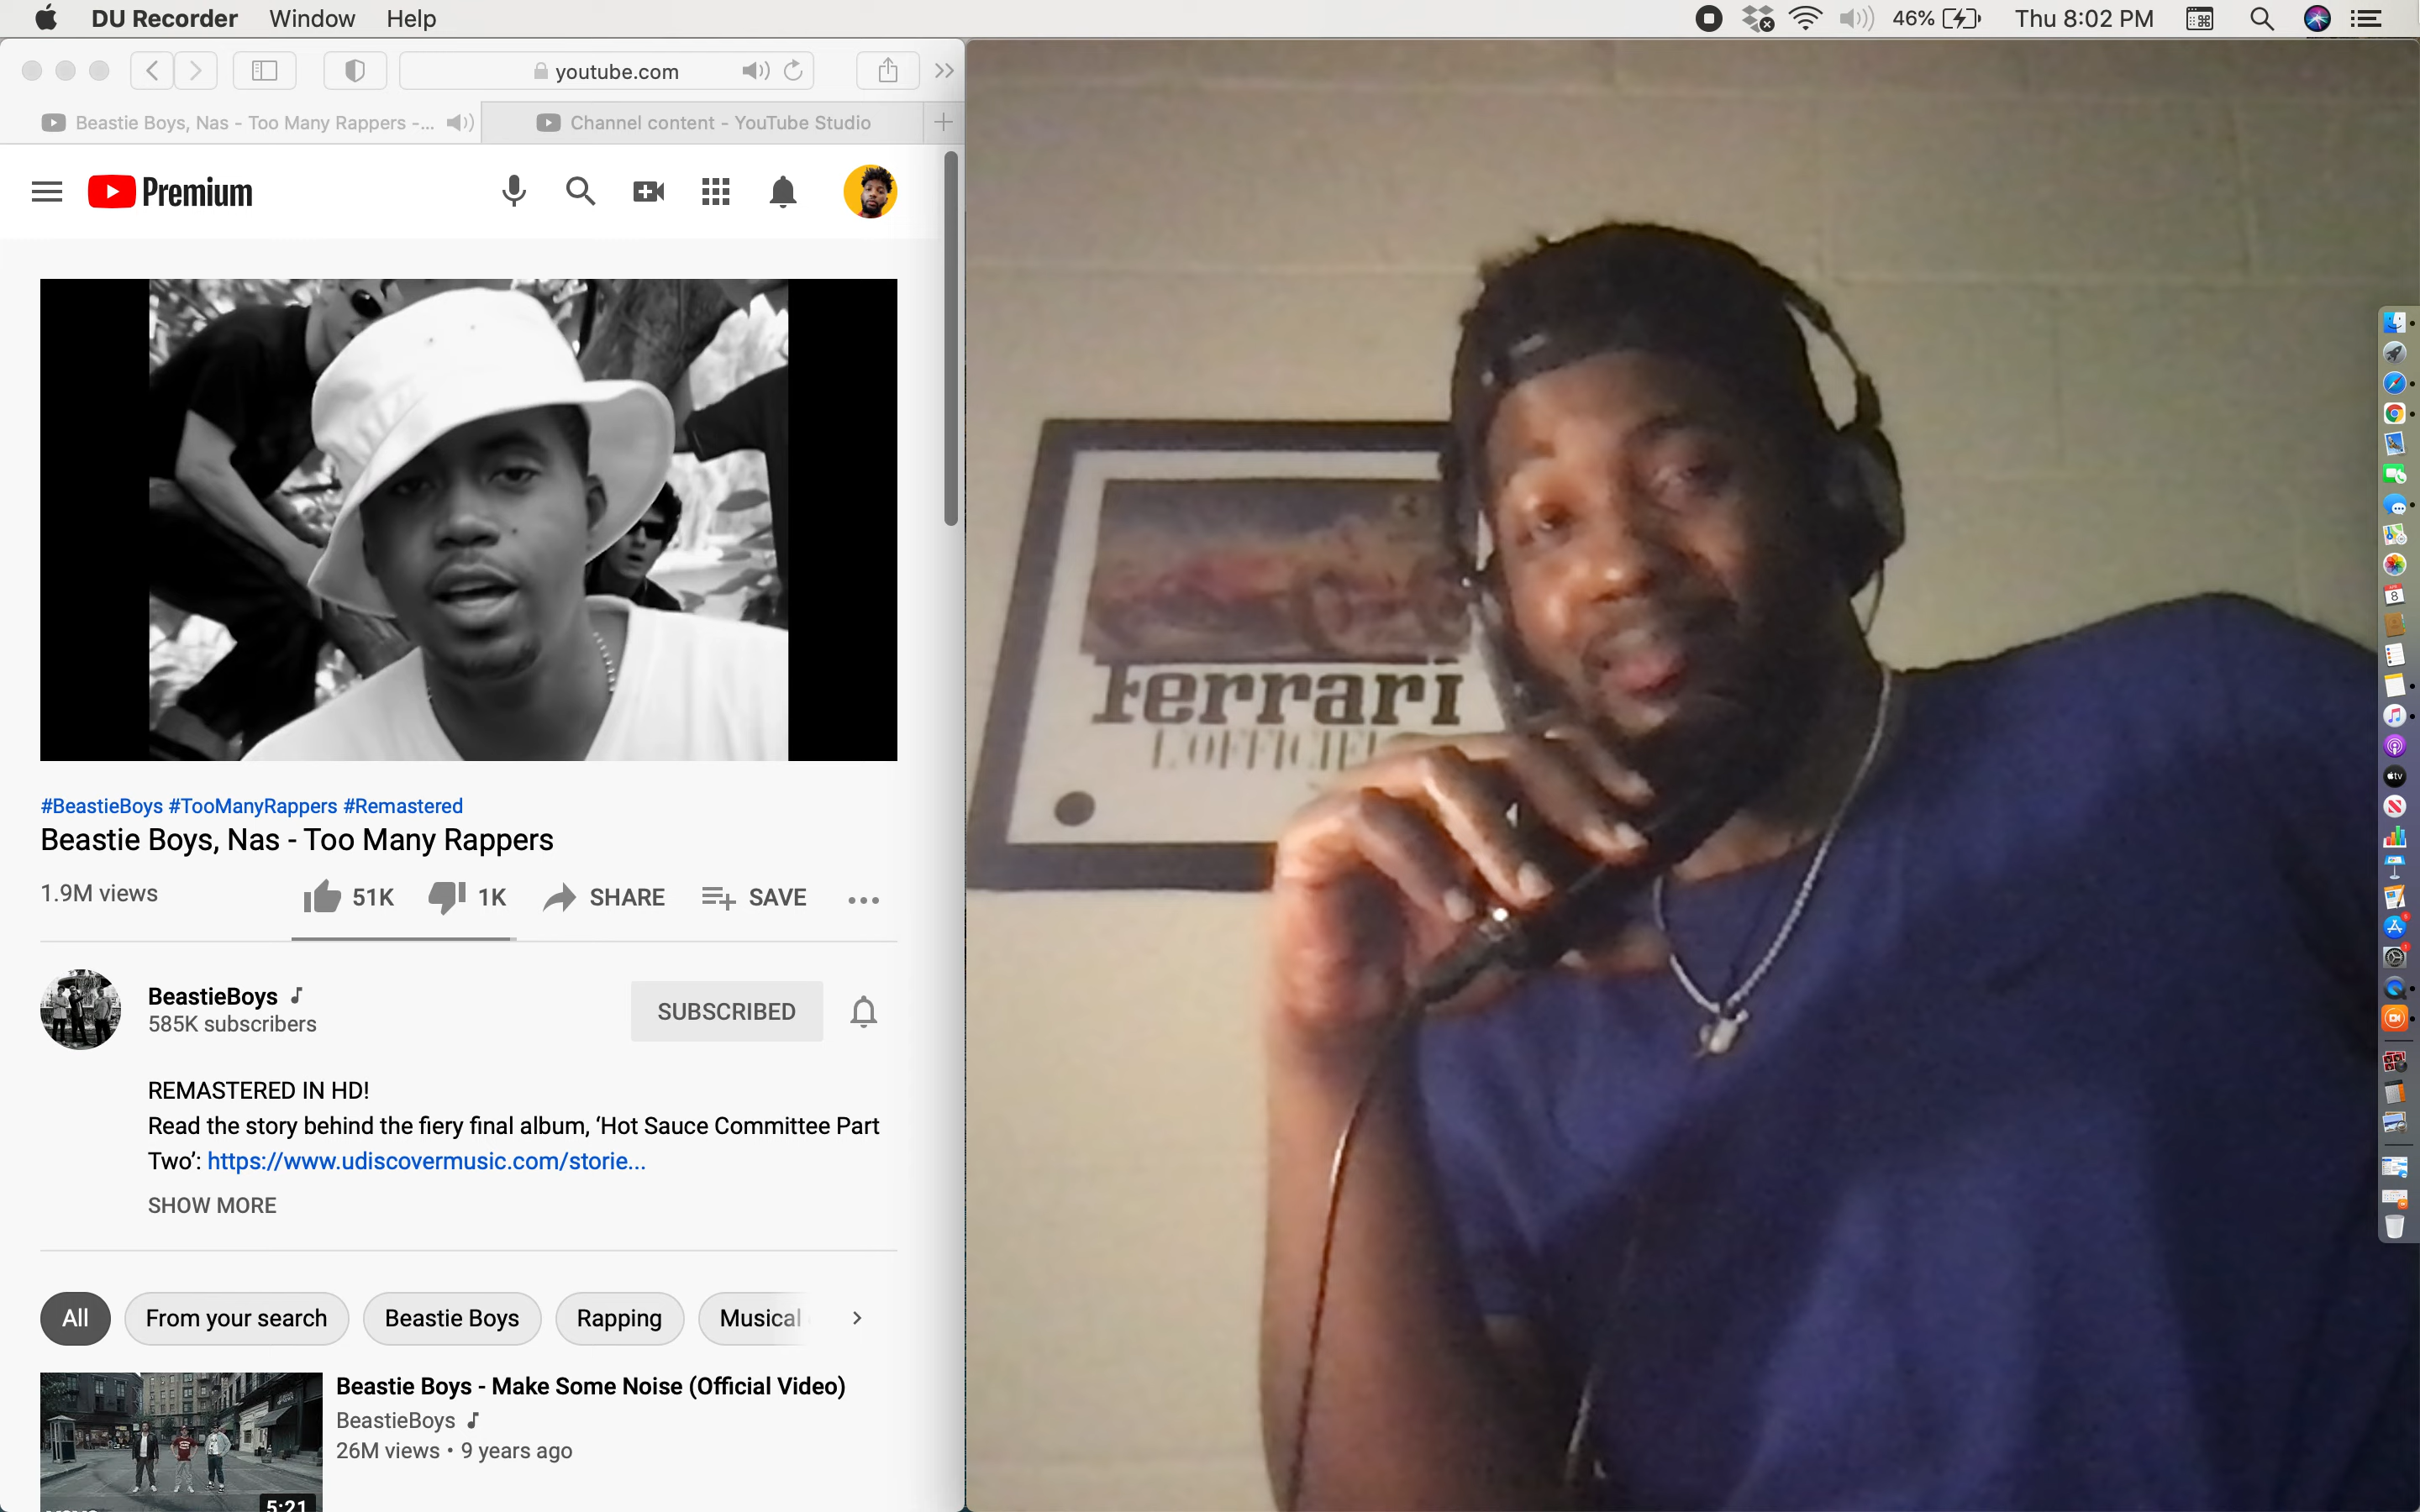 DU Recorder Window Help
46% Thu 8:02 PM
youtube.com
Beastie Boys, Nas - Too Many Rappers -... Channel content - YouTube Studio
Premium
Ferrari
L'OFFICIEL
#BeastieBoys #TooManyRappers #Remastered
Beastie Boys, Nas - Too Many Rappers
1.9M views 51K 1K SHARE SAVE
BeastieBoys
585K subscribers
SUBSCRIBED
REMASTERED IN HD!
Read the story behind the fiery final album, ‘Hot Sauce Committee Part
Two’: https://www.udiscovermusic.com/storie...
SHOW MORE
All From your search Beastie Boys Rapping Musical
Beastie Boys - Make Some Noise (Official Video)
BeastieBoys
26M views • 9 years ago
5:21
8
tv